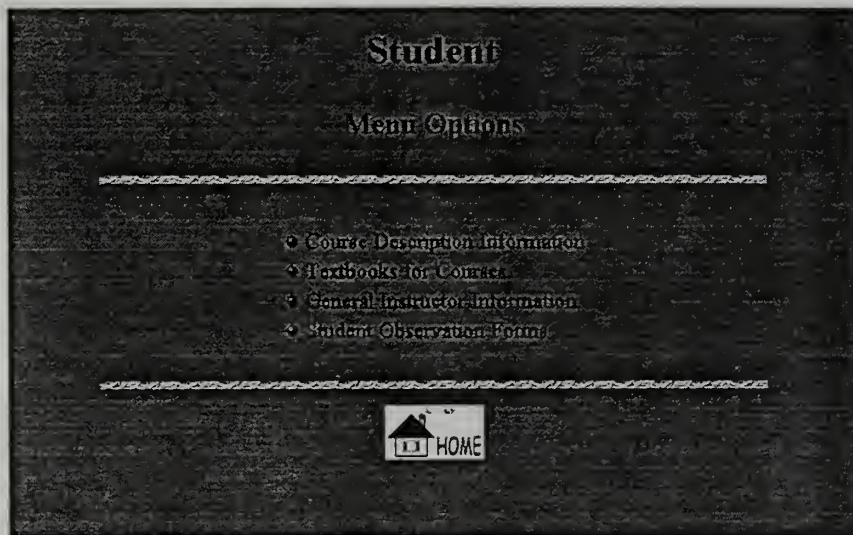 Student
Menu Options
Course Description Information
Textbooks for Courses
General Instructor Information
Student Observation Forms
HOME